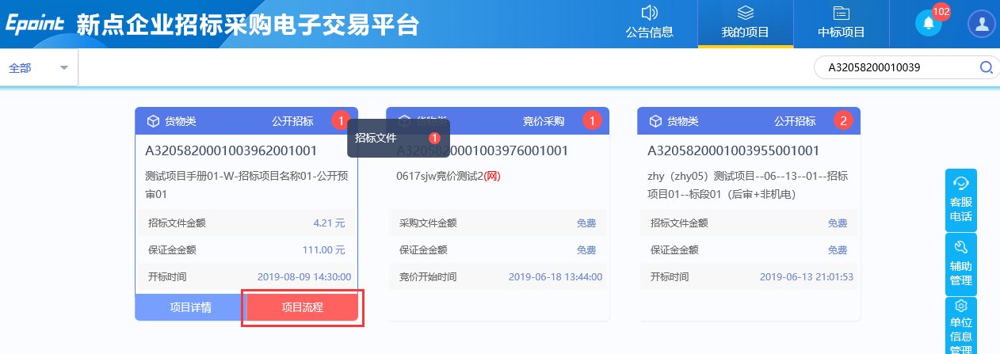 Epoint 新点企业招标采购电子交易平台
公告信息
我的项目
中标项目
102
全部
A32058200010039
货物类 公开招标 1
A3205820001003962001001
测试项目手册01-W-招标项目名称01-公开预
审01
招标文件金额 4.21 元
保证金金额 111.00 元
开标时间 2019-08-09 14:30:00
项目详情 项目流程
招标文件 1
货物类 竞价采购 1
A3205820001003976001001
0617sjw竞价测试2(网)
采购文件金额 免费
保证金金额 免费
竞价开始时间 2019-06-18 13:44:00
货物类 公开招标 2
A3205820001003955001001
zhy（zhy05）测试项目--06--13--01--招标
项目01--标段01（后审+非机电）
招标文件金额 免费
保证金金额 免费
开标时间 2019-06-13 21:01:53
客服
电话
辅助
管理
单位
信息
管理